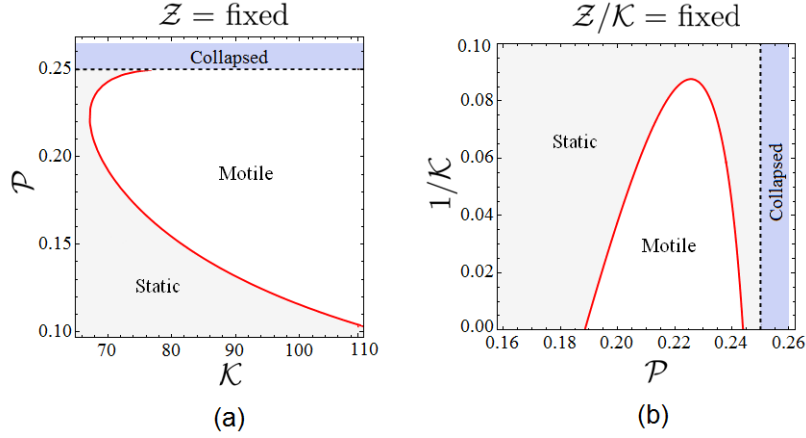 𝒵 = fixed
Collapsed
0.25
0.20
0.15
0.10
𝒫
Motile
Static
70
80
90
100
110
𝒦
(a)
𝒵/𝒦 = fixed
0.10
0.08
0.06
0.04
0.02
0.00
1/𝒦
Static
Motile
Collapsed
0.16
0.18
0.20
0.22
0.24
0.26
𝒫
(b)